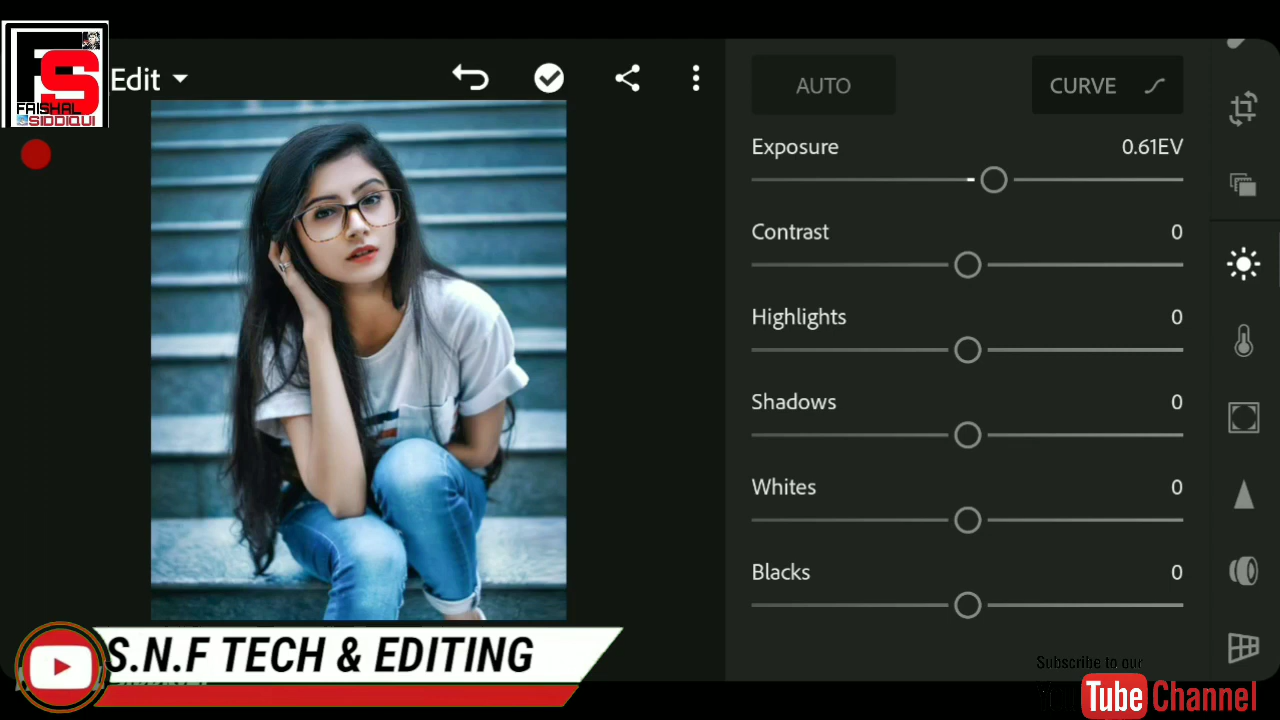 FS
FAISHAL
SIDDIQUI
Edit
AUTO
CURVE
Exposure 0.61EV
Contrast 0
Highlights 0
Shadows 0
Whites 0
Blacks 0
S.N.F TECH & EDITING
Subscribe to our
Tube Channel